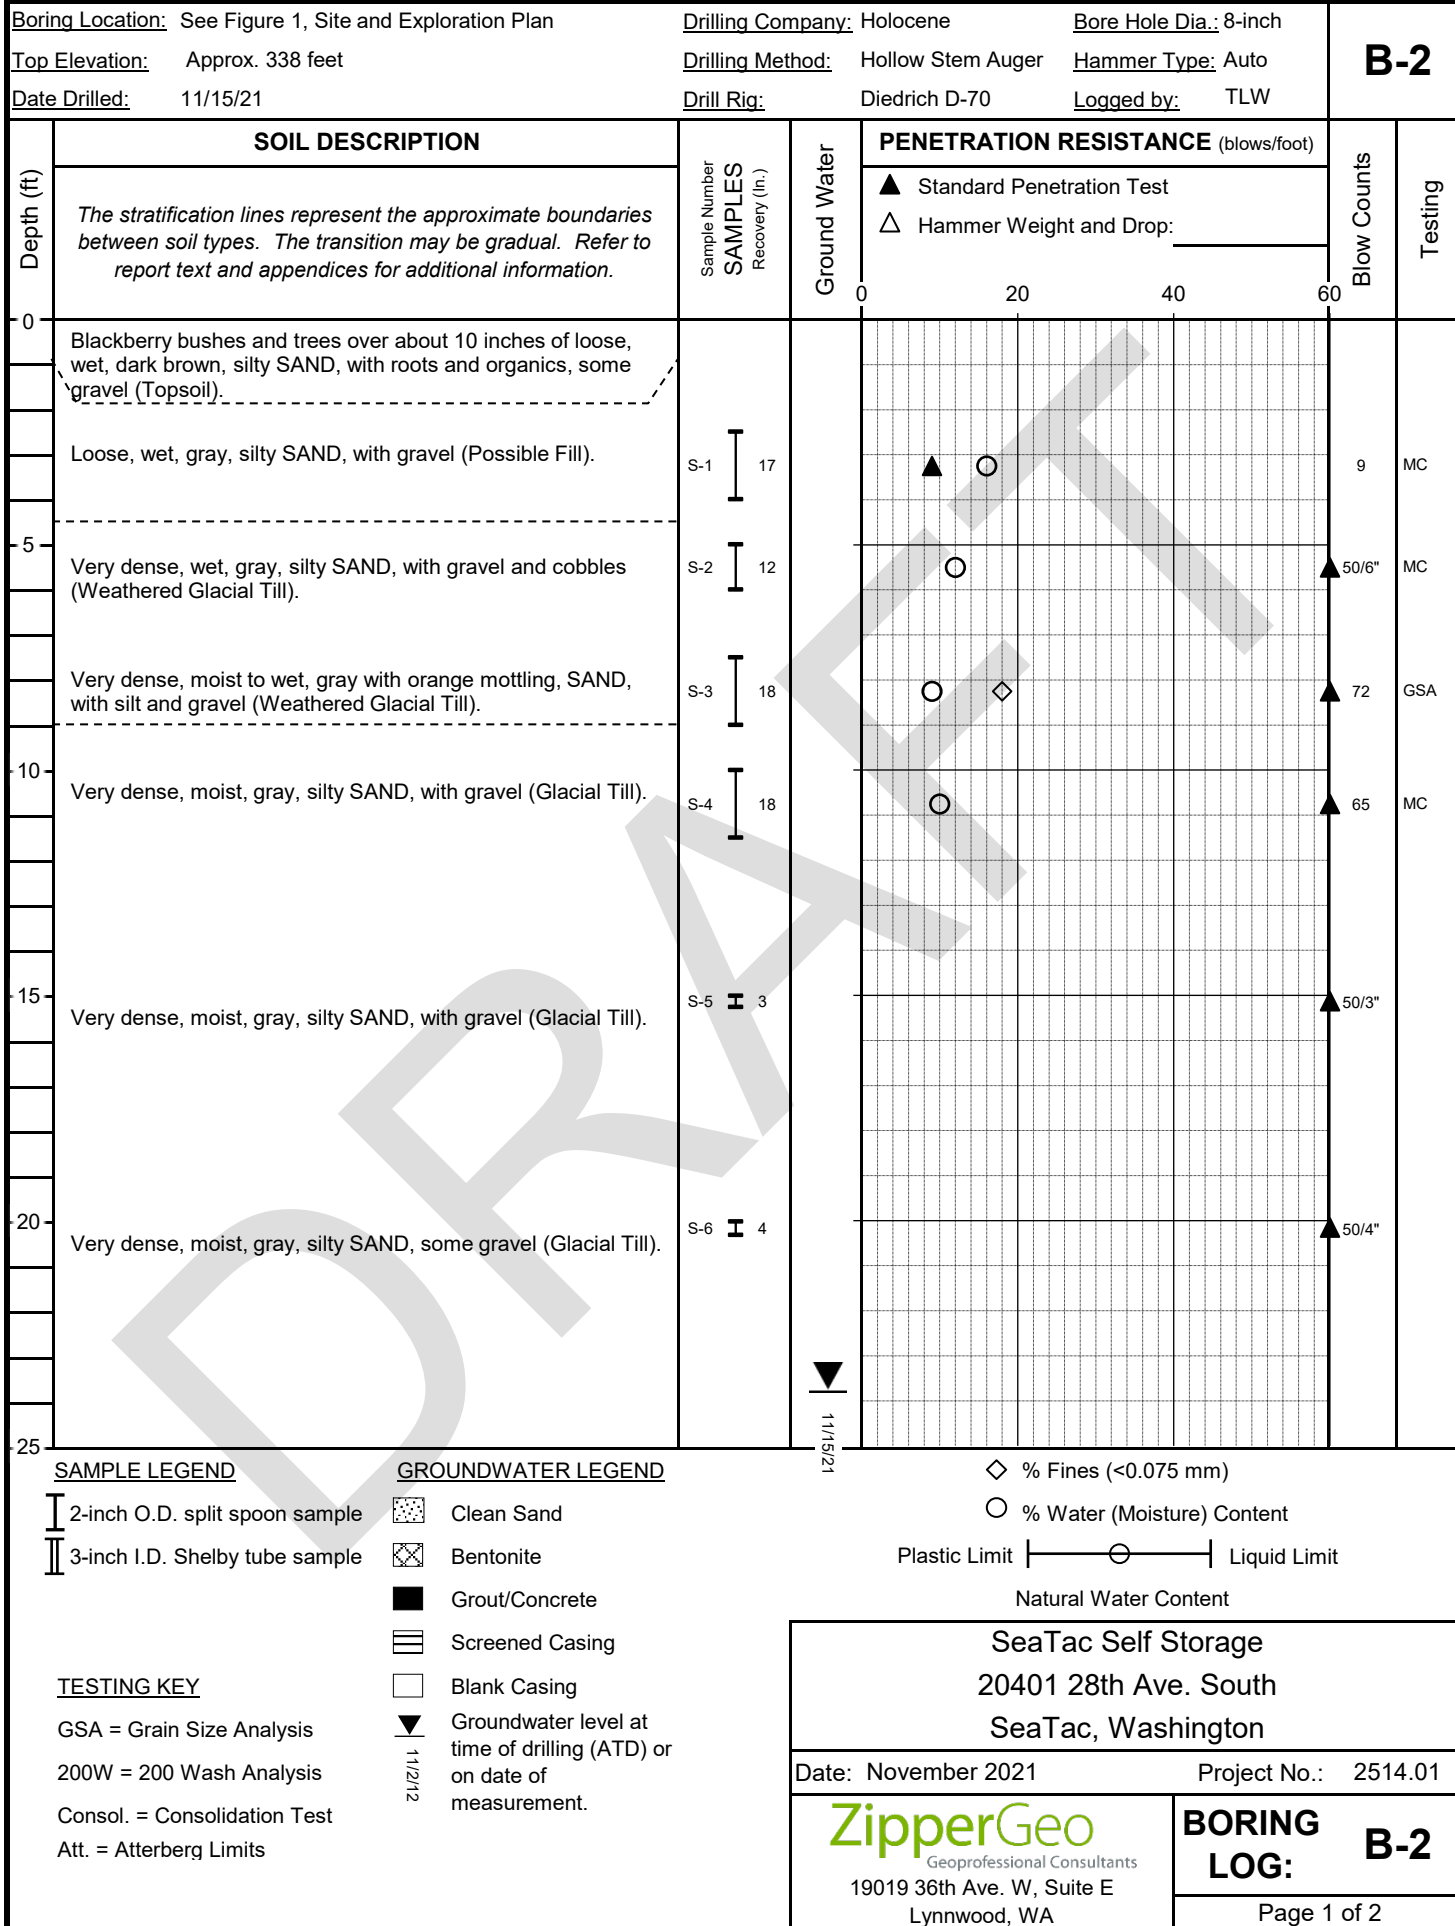 Boring Location: See Figure 1, Site and Exploration Plan
Drilling Company: Holocene
Bore Hole Dia.: 8-inch
Top Elevation: Approx. 338 feet
Drilling Method: Hollow Stem Auger
Hammer Type: Auto
Date Drilled: 11/15/21
Drill Rig: Diedrich D-70
Logged by: TLW
B-2
Depth (ft)
SOIL DESCRIPTION
The stratification lines represent the approximate boundaries
between soil types. The transition may be gradual. Refer to
report text and appendices for additional information.
Sample Number
SAMPLES
Recovery (In.)
Ground Water
PENETRATION RESISTANCE (blows/foot)
Standard Penetration Test
Hammer Weight and Drop:
0 20 40 60
Blow Counts
Testing
0
Blackberry bushes and trees over about 10 inches of loose,
wet, dark brown, silty SAND, with roots and organics, some
gravel (Topsoil).
Loose, wet, gray, silty SAND, with gravel (Possible Fill).
S-1 17 9 MC
5
Very dense, wet, gray, silty SAND, with gravel and cobbles
(Weathered Glacial Till).
S-2 12 50/6" MC
Very dense, moist to wet, gray with orange mottling, SAND,
with silt and gravel (Weathered Glacial Till).
S-3 18 72 GSA
10
Very dense, moist, gray, silty SAND, with gravel (Glacial Till).
S-4 18 65 MC
15
Very dense, moist, gray, silty SAND, with gravel (Glacial Till).
S-5 3 50/3"
20
Very dense, moist, gray, silty SAND, some gravel (Glacial Till).
S-6 4 50/4"
11/15/21
25
DRAFT
SAMPLE LEGEND
2-inch O.D. split spoon sample
3-inch I.D. Shelby tube sample
TESTING KEY
GSA = Grain Size Analysis
200W = 200 Wash Analysis
Consol. = Consolidation Test
Att. = Atterberg Limits
GROUNDWATER LEGEND
Clean Sand
Bentonite
Grout/Concrete
Screened Casing
Blank Casing
11/2/12
Groundwater level at
time of drilling (ATD) or
on date of
measurement.
% Fines (<0.075 mm)
% Water (Moisture) Content
Plastic Limit Liquid Limit
Natural Water Content
SeaTac Self Storage
20401 28th Ave. South
SeaTac, Washington
Date: November 2021 Project No.: 2514.01
ZipperGeo
Geoprofessional Consultants
19019 36th Ave. W, Suite E
Lynnwood, WA
BORING
LOG:
B-2
Page 1 of 2